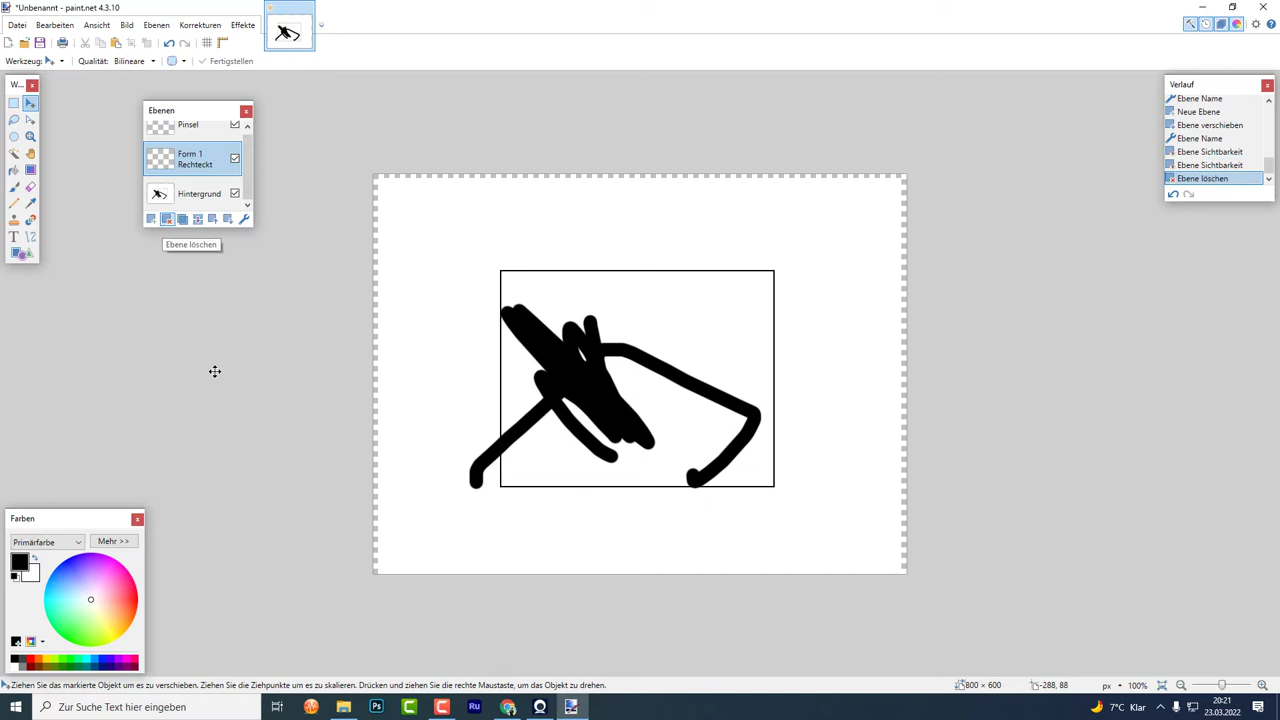 *Unbenannt - paint.net 4.3.10
Datei Bearbeiten Ansicht Bild Ebenen Korrekturen Effekte
Werkzeug: Qualität: Bilineare Fertigstellen
W...
Ebenen
Pinsel
Form 1
Rechteckt
Hintergrund
Ebene löschen
Verlauf
Ebene Name
Neue Ebene
Ebene verschieben
Ebene Name
Ebene Sichtbarkeit
Ebene Sichtbarkeit
Ebene löschen
Farben
Primärfarbe Mehr >>
Ziehen Sie das markierte Objekt um es zu verschieben. Ziehen Sie die Ziehpunkte um es zu skalieren. Drücken und ziehen Sie die rechte Maustaste, um das Objekt zu drehen.
800 × 600 -288, 88 px 100%
Zur Suche Text hier eingeben
Ps C C Ru
7°C Klar
20:21
23.03.2022